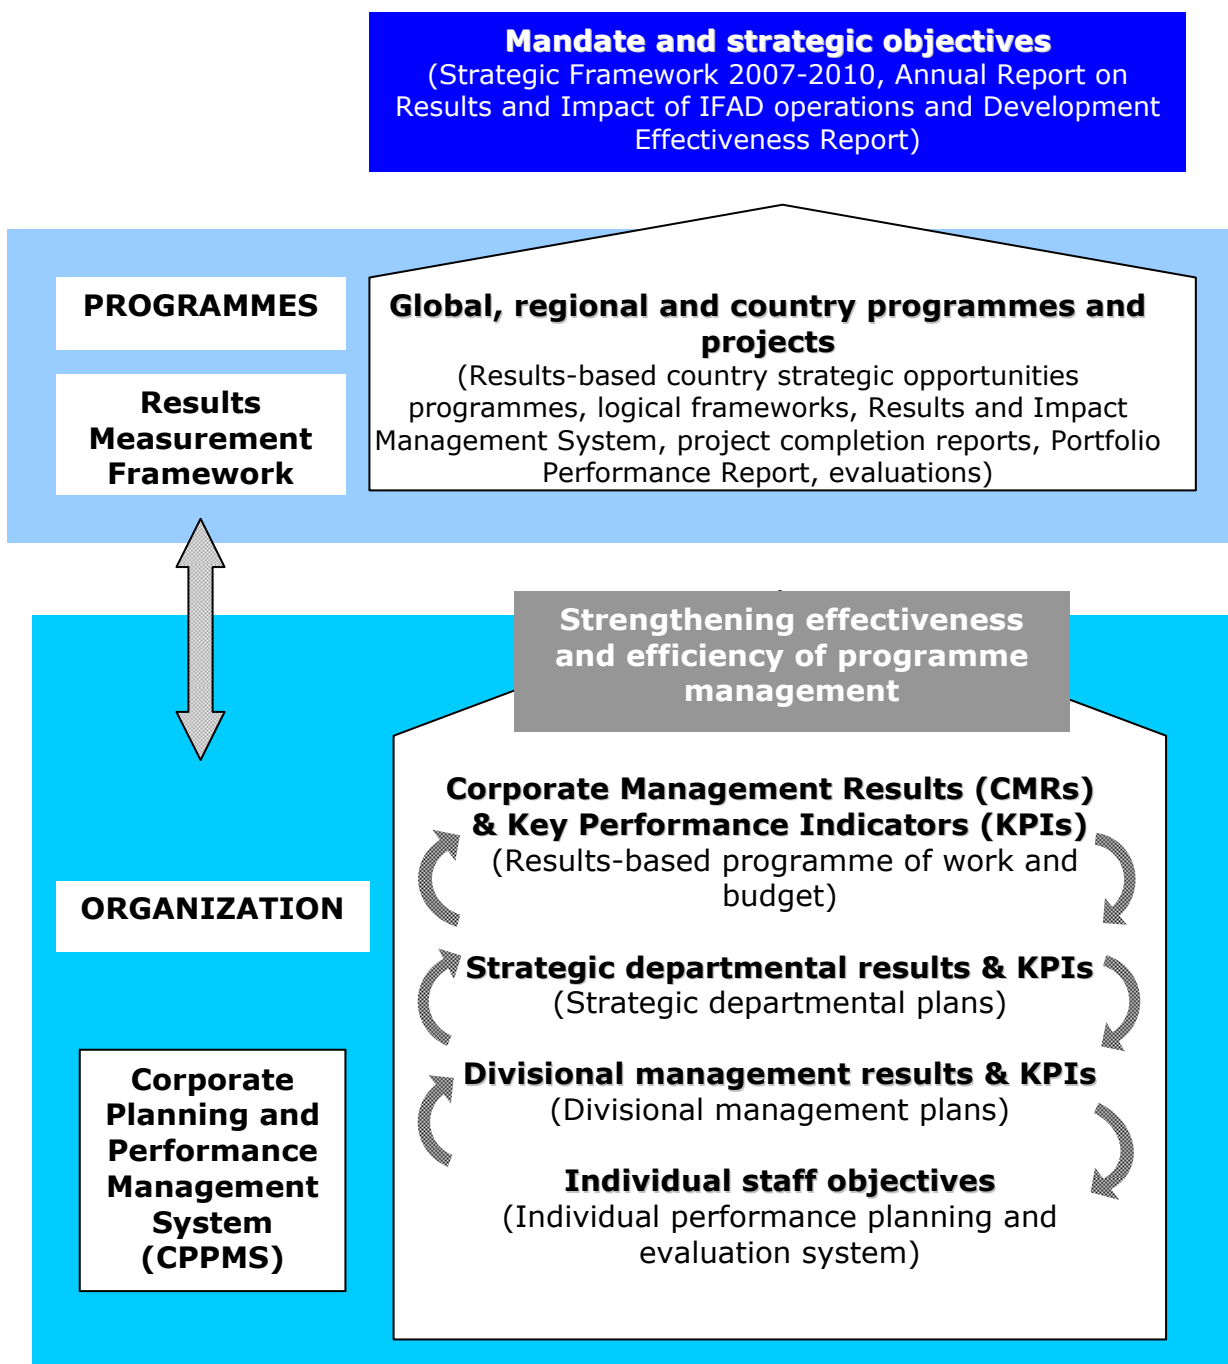 Mandate and strategic objectives
(Strategic Framework 2007-2010, Annual Report on
Results and Impact of IFAD operations and Development
Effectiveness Report)
PROGRAMMES
Results
Measurement
Framework
Global, regional and country programmes and
projects
(Results-based country strategic opportunities
programmes, logical frameworks, Results and Impact
Management System, project completion reports, Portfolio
Performance Report, evaluations)
Strengthening effectiveness
and efficiency of programme
management
ORGANIZATION
Corporate
Planning and
Performance
Management
System
(CPPMS)
Corporate Management Results (CMRs)
& Key Performance Indicators (KPIs)
(Results-based programme of work and
budget)
Strategic departmental results & KPIs
(Strategic departmental plans)
Divisional management results & KPIs
(Divisional management plans)
Individual staff objectives
(Individual performance planning and
evaluation system)